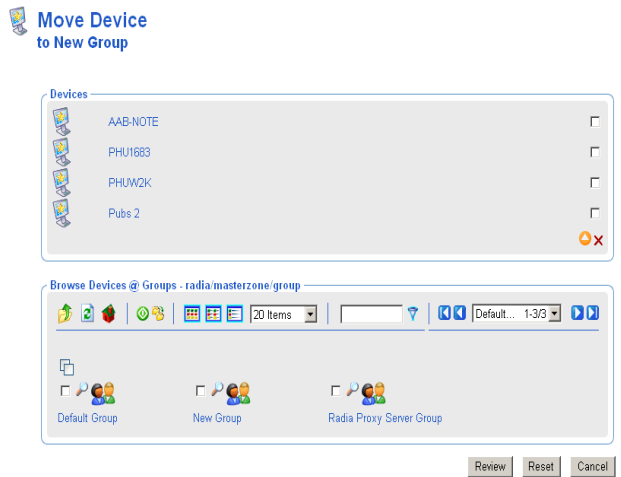 Move Device
to New Group
Devices
AAB-NOTE
PHU1683
PHUW2K
Pubs 2
Browse Devices @ Groups - radia/masterzone/group
20 Items Default... 1-3/3
Default Group New Group Radia Proxy Server Group
Review Reset Cancel